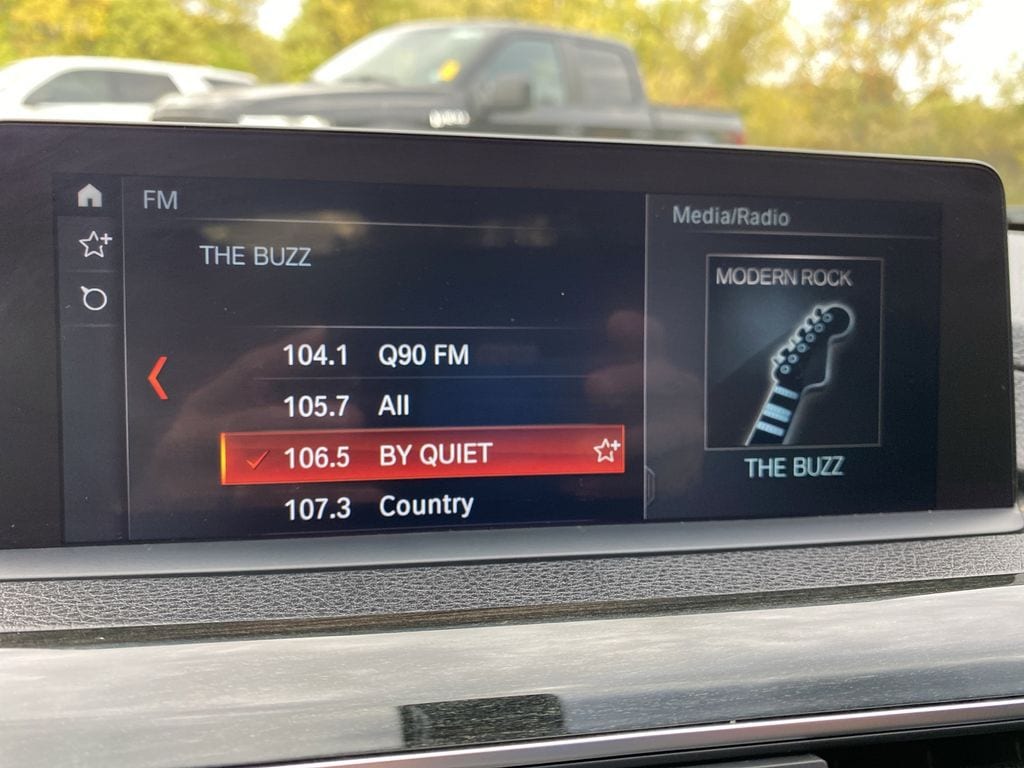 FM
THE BUZZ
104.1 Q90 FM
105.7 All
106.5 BY QUIET
107.3 Country
Media/Radio
MODERN ROCK
THE BUZZ